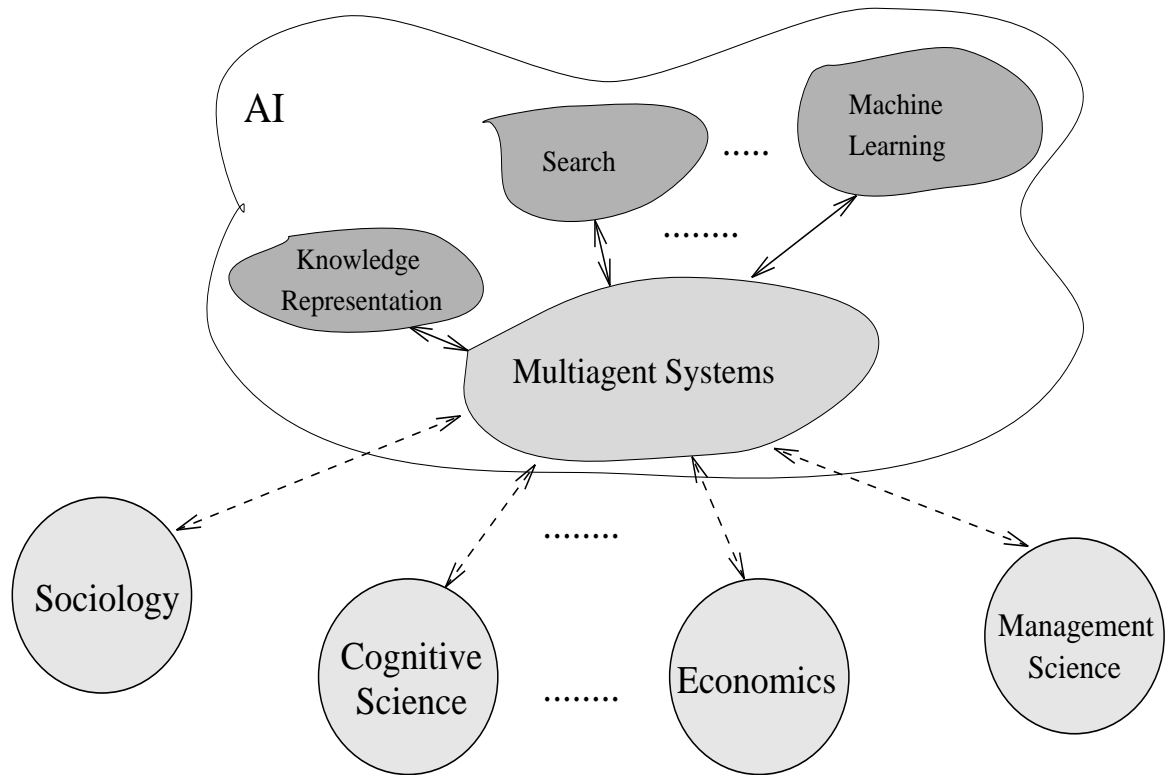 AI
Machine
Learning
Search
.....
........
Knowledge
Representation
Multiagent Systems
........
Sociology
Cognitive
Science
........
Economics
Management
Science